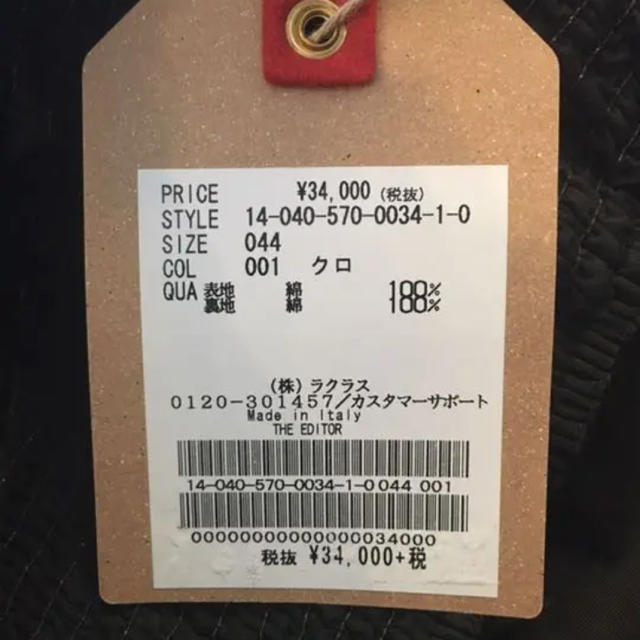 PRICE ¥34,000 (税抜)
STYLE 14-040-570-0034-1-0
SIZE 044
COL 001 クロ
QUA 表地 綿 100%
裏地 綿 100%
(株)ラクラス
0120-301457/カスタマーサポート
Made in Italy
THE EDITOR
14-040-570-0034-1-0 044 001
00000000000000034000
税抜 ¥34,000+税